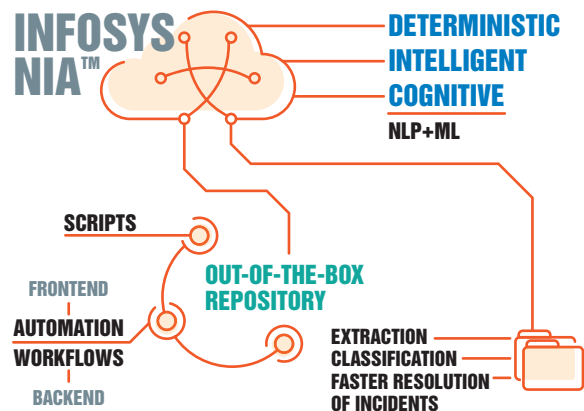 INFOSYS
NIA™
DETERMINISTIC
INTELLIGENT
COGNITIVE
NLP+ML
SCRIPTS
OUT-OF-THE-BOX
REPOSITORY
FRONTEND
AUTOMATION
WORKFLOWS
BACKEND
EXTRACTION
CLASSIFICATION
FASTER RESOLUTION
OF INCIDENTS